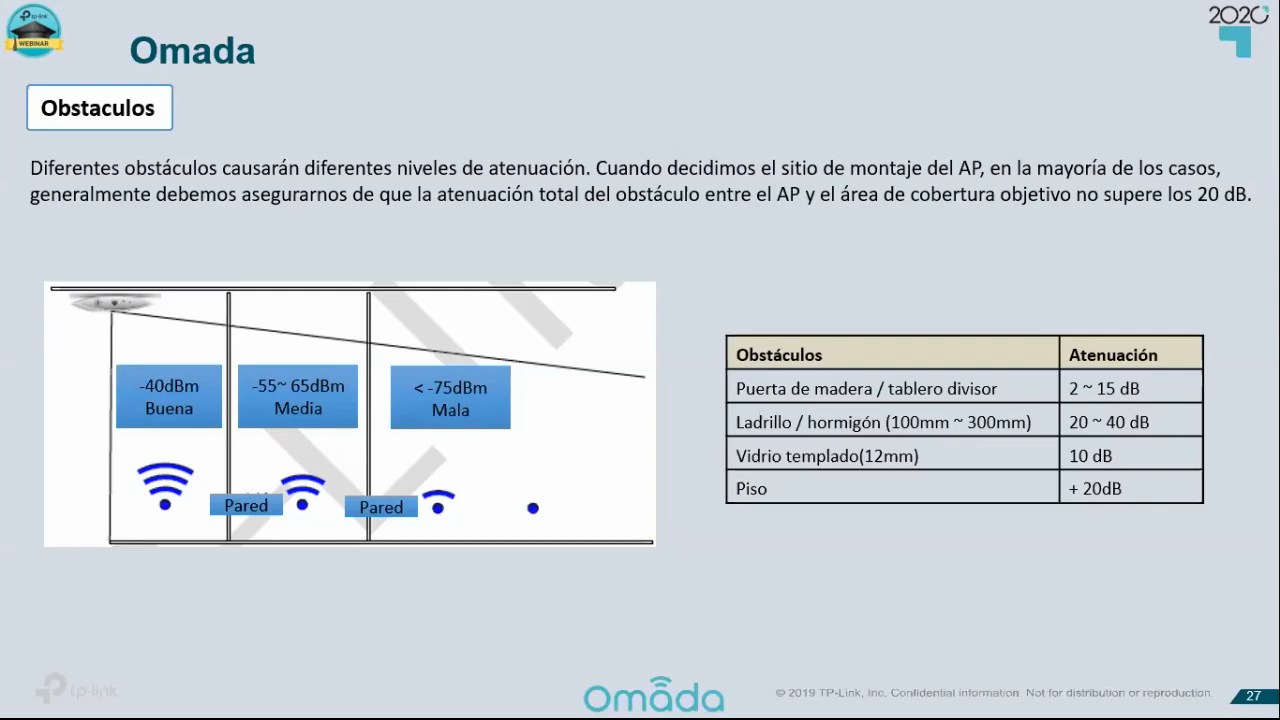 tp-link
WEBINAR
2020
Omada
Obstaculos
Diferentes obstáculos causarán diferentes niveles de atenuación. Cuando decidimos el sitio de montaje del AP, en la mayoría de los casos,
generalmente debemos asegurarnos de que la atenuación total del obstáculo entre el AP y el área de cobertura objetivo no supere los 20 dB.
-40dBm
Buena
-55~ 65dBm
Media
< -75dBm
Mala
Pared
Pared
Obstáculos Atenuación
Puerta de madera / tablero divisor 2 ~ 15 dB
Ladrillo / hormigón (100mm ~ 300mm) 20 ~ 40 dB
Vidrio templado(12mm) 10 dB
Piso + 20dB
tp-link
omada
© 2019 TP-Link, Inc. Confidential information Not for distribution or reproduction.
27